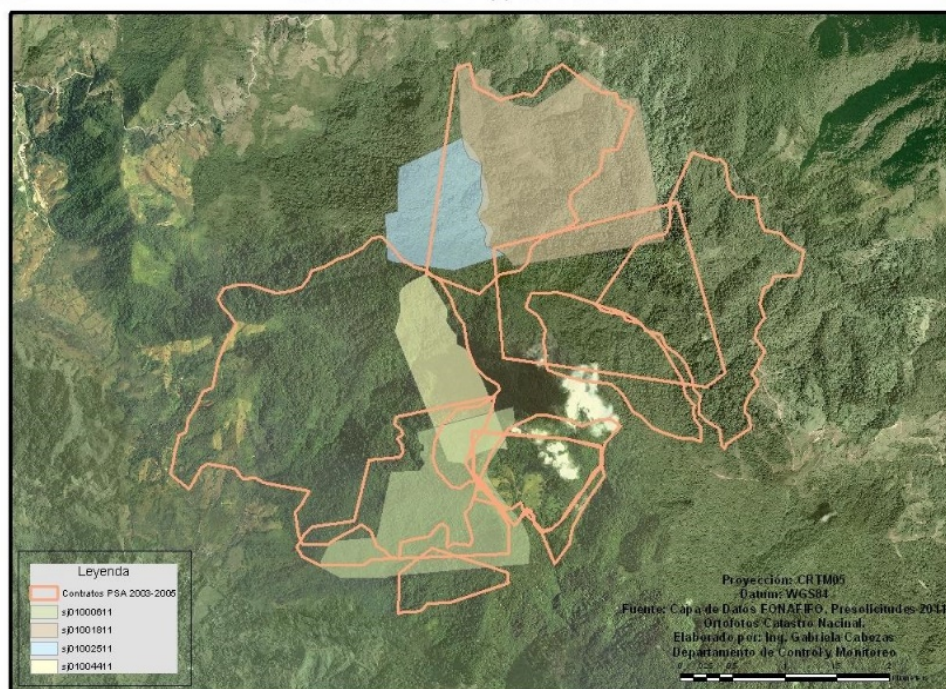 Leyenda
Contratos PSA 2003-2005
sj01000611
sj01001811
sj01002511
sj01004411
Proyección: CRTM05
Datum: WGS84
Fuente: Capa de Datos FONAFIFO. Presolicitudes 2011
Ortofotos Catastro Nacinal.
Elaborado por: Ing. Gabriela Cabezas
Departamento de Control y Monitoreo